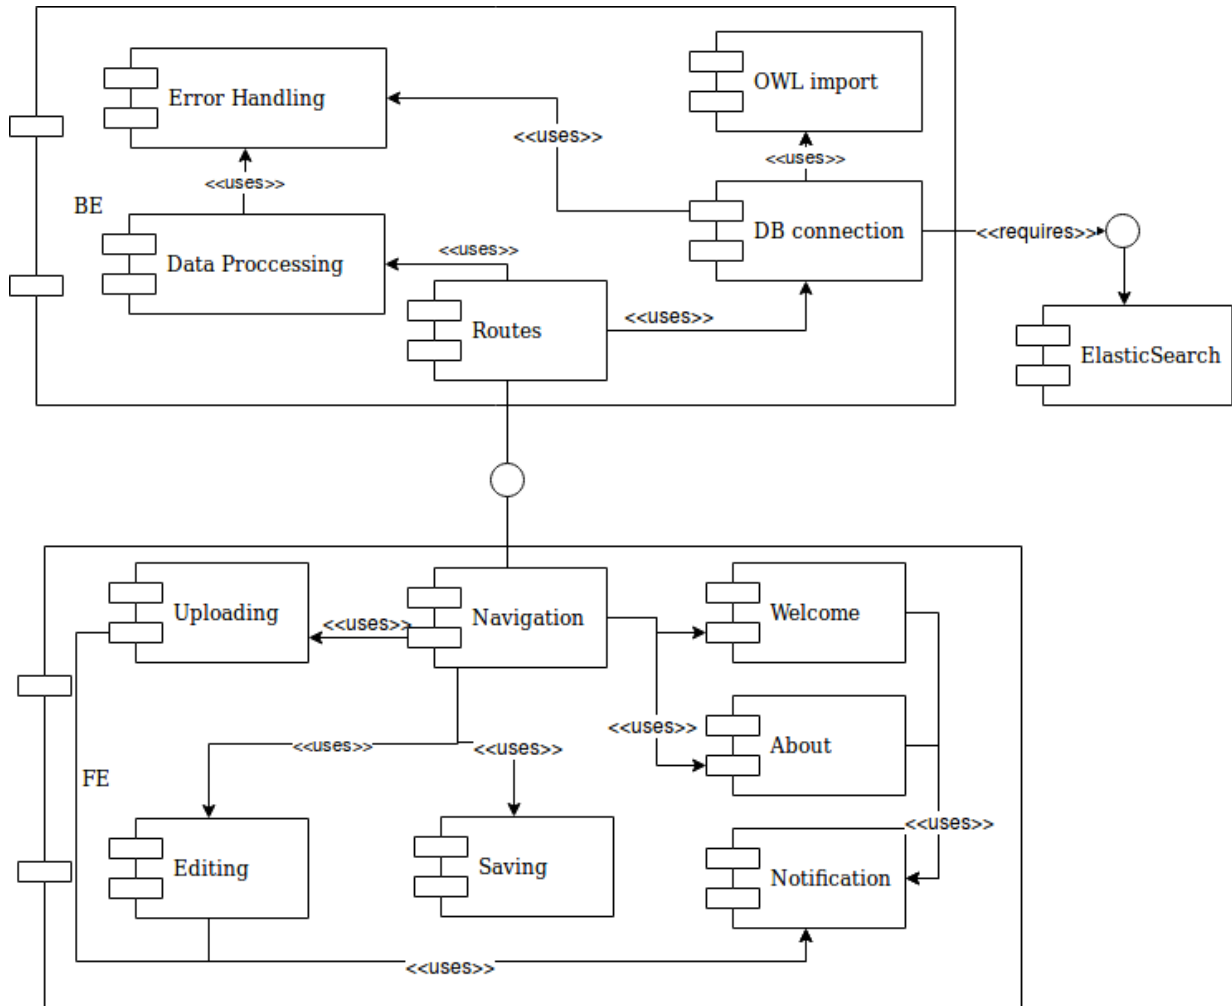 OWL import
Error Handling
<<uses>>
<<uses>>
<<uses>>
BE
DB connection
<<requires>>
<<uses>>
Data Proccessing
<<uses>>
Routes
ElasticSearch
Uploading
<<uses>>
Navigation
Welcome
<<uses>>
<<uses>>
<<uses>>
About
FE
<<uses>>
Editing
Saving
Notification
<<uses>>